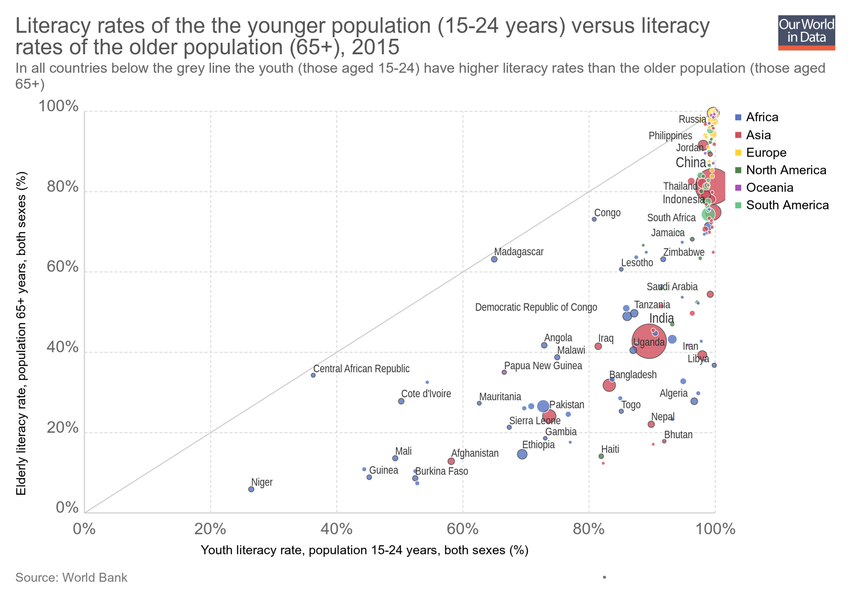 Literacy rates of the the younger population (15-24 years) versus literacy
rates of the older population (65+), 2015
Our World
in Data
In all countries below the grey line the youth (those aged 15-24) have higher literacy rates than the older population (those aged
65+)
Elderly literacy rate, population 65+ years, both sexes (%)
100%
80%
60%
40%
20%
0%
Russia
Philippines
Jordan
China
Thailand
Indonesia
Congo
South Africa
Jamaica
Madagascar
Zimbabwe
Lesotho
Saudi Arabia
Democratic Republic of Congo
Tanzania
India
Angola
Iraq
Uganda
Iran
Malawi
Libya
Central African Republic
Papua New Guinea
Bangladesh
Cote d'Ivoire
Mauritania
Algeria
Pakistan
Togo
Sierra Leone
Nepal
Gambia
Bhutan
Ethiopia
Mali
Afghanistan
Haiti
Guinea
Burkina Faso
Niger
Africa
Asia
Europe
North America
Oceania
South America
0%
20%
40%
60%
80%
100%
Youth literacy rate, population 15-24 years, both sexes (%)
Source: World Bank